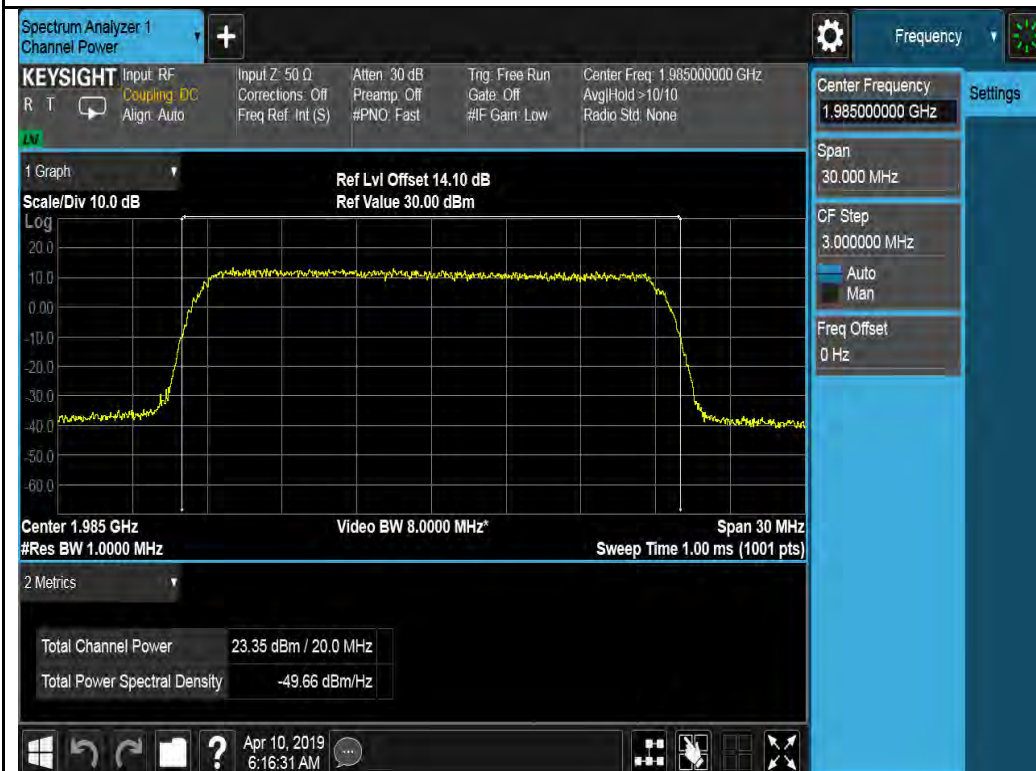 Spectrum Analyzer 1
Channel Power
+
Frequency
KEYSIGHT
R T
LNI
Input: RF
Coupling: DC
Align: Auto
Input Z: 50 Ω
Corrections: Off
Freq Ref: Int (S)
Atten: 30 dB
Preamp: Off
#PNO: Fast
Trig: Free Run
Gate: Off
#IF Gain: Low
Center Freq: 1.985000000 GHz
Avg|Hold >10/10
Radio Std: None
Center Frequency
1.985000000 GHz
Settings
Span
30.000 MHz
CF Step
3.000000 MHz
Auto
Man
Freq Offset
0 Hz
1 Graph
Scale/Div 10.0 dB
Ref Lvl Offset 14.10 dB
Ref Value 30.00 dBm
Log
20.0
10.0
0.00
-10.0
-20.0
-30.0
-40.0
-50.0
-60.0
Center 1.985 GHz
#Res BW 1.0000 MHz
Video BW 8.0000 MHz*
Span 30 MHz
Sweep Time 1.00 ms (1001 pts)
2 Metrics
Total Channel Power 23.35 dBm / 20.0 MHz
Total Power Spectral Density -49.66 dBm/Hz
?
Apr 10, 2019
6:16:31 AM